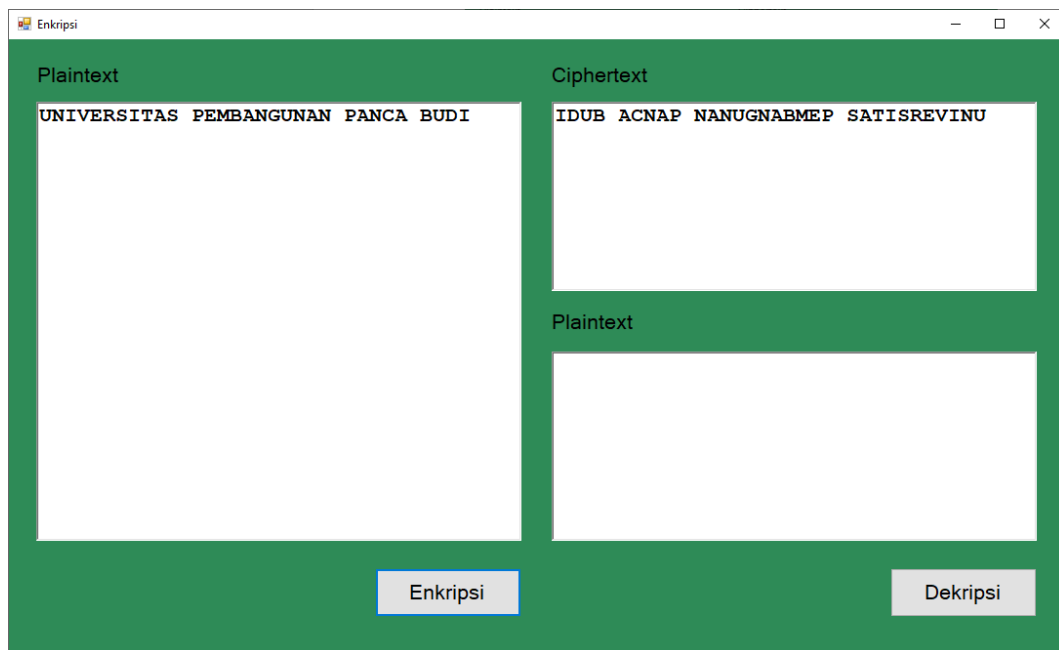 Enkripsi
Plaintext
UNIVERSITAS PEMBANGUNAN PANCA BUDI
Ciphertext
IDUB ACNAP NANUGNABMEP SATISREVINU
Plaintext
Enkripsi
Dekripsi